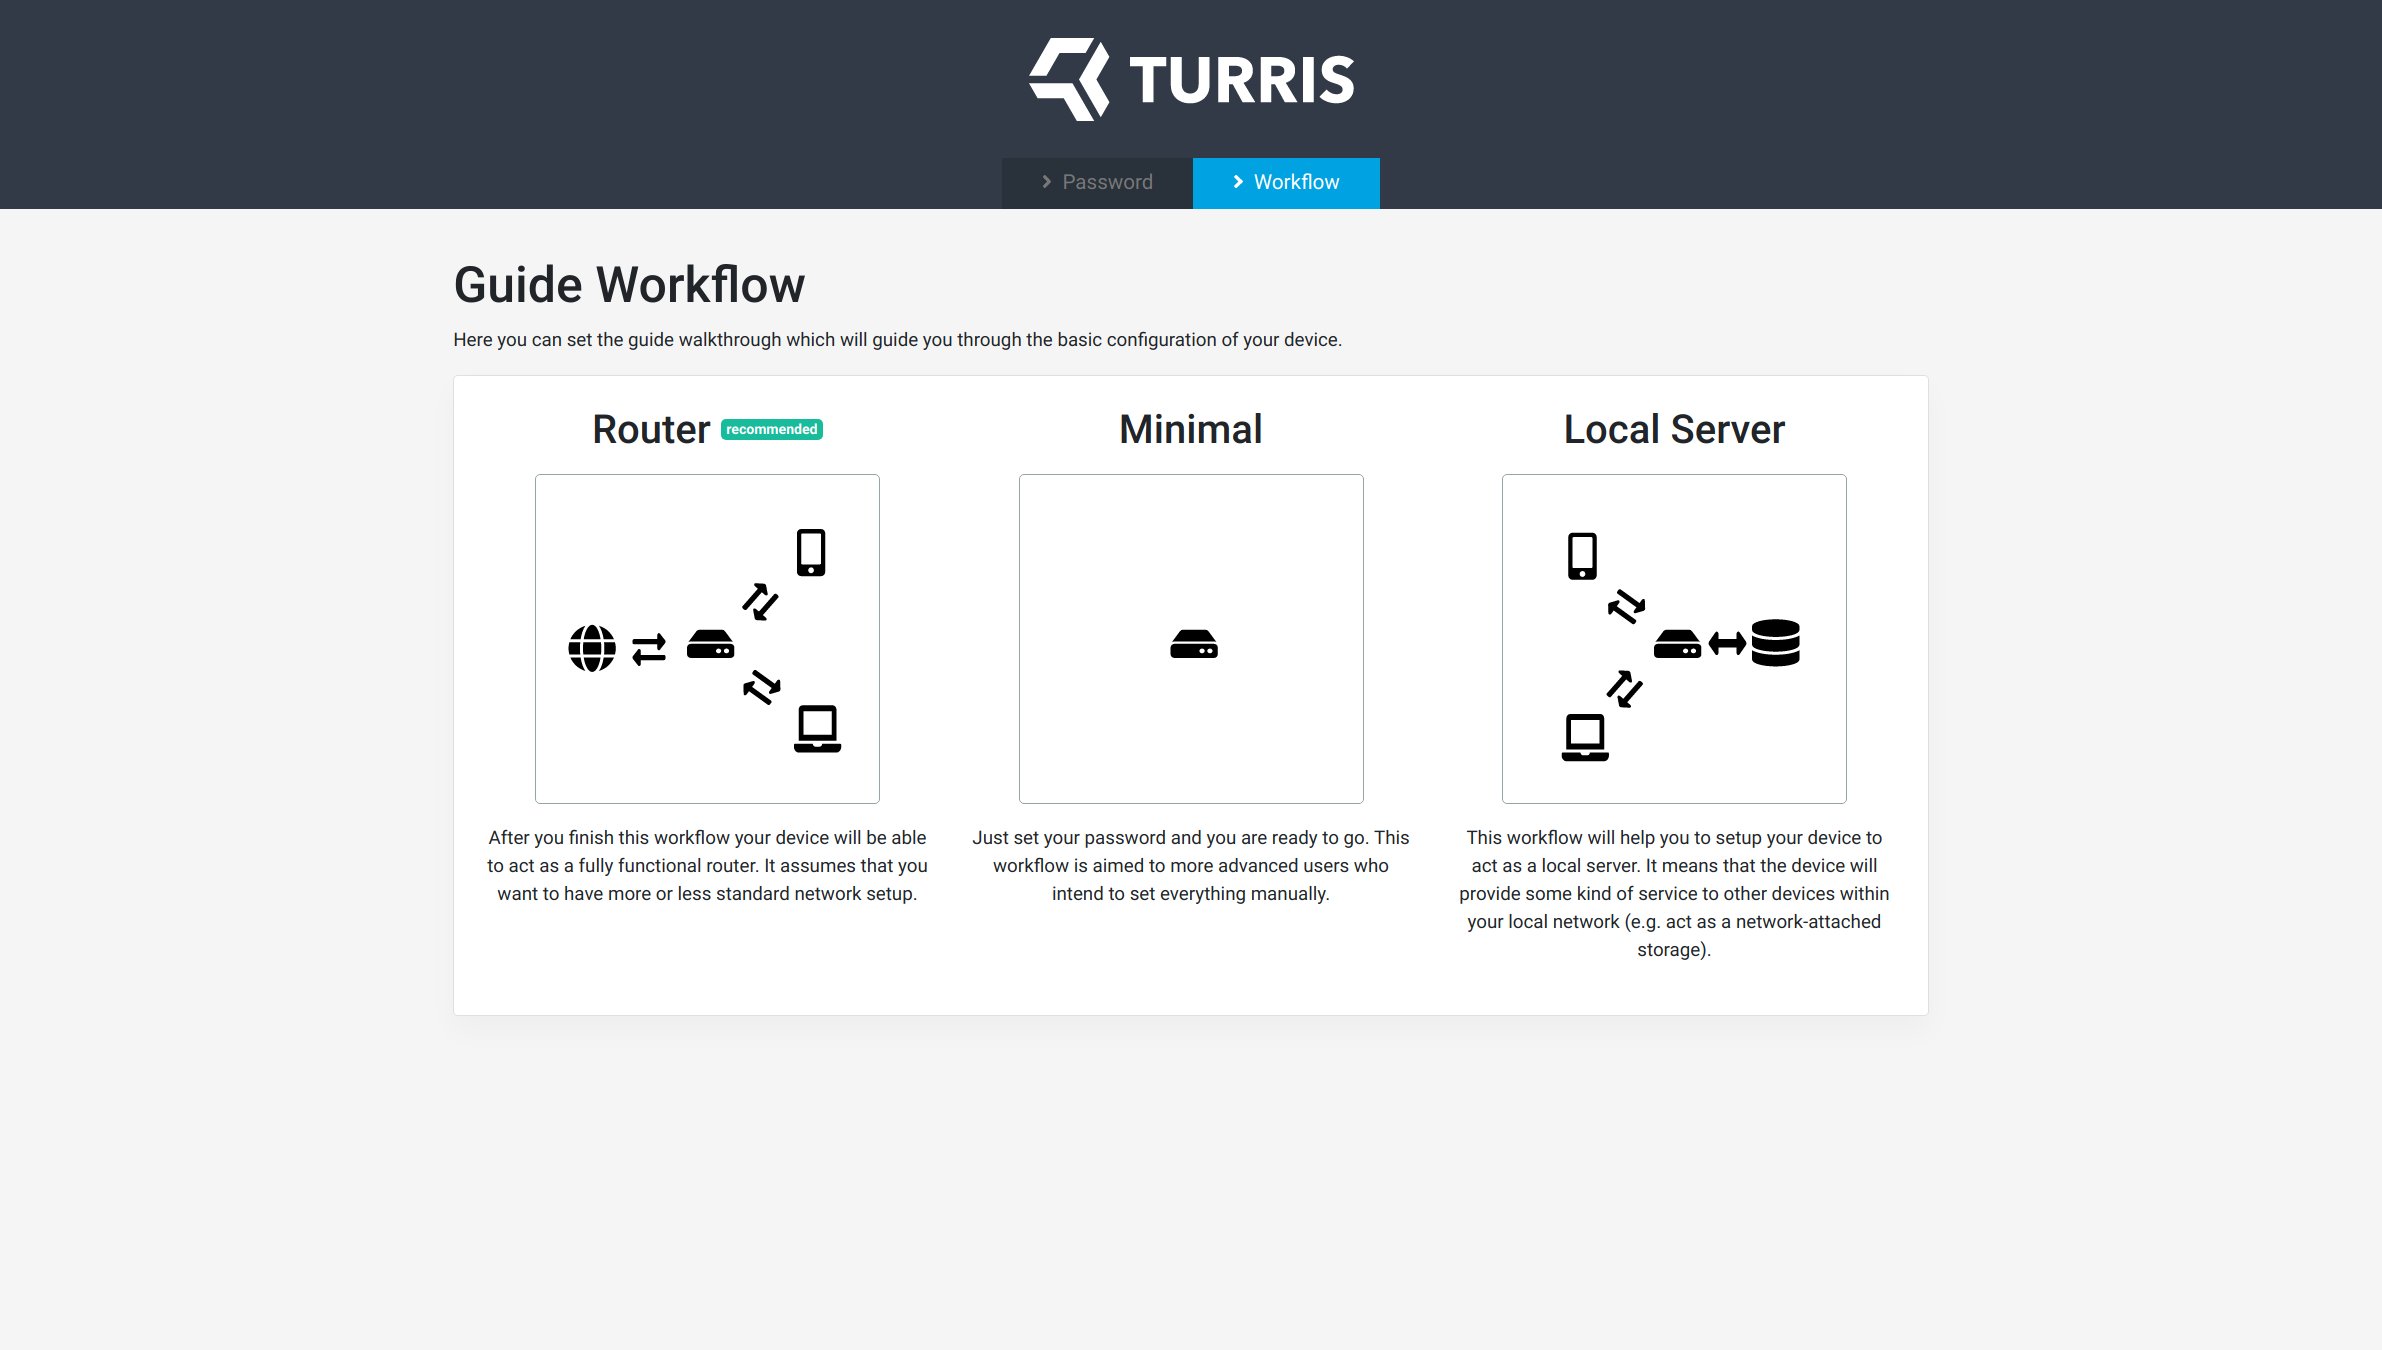 TURRIS
Password
Workflow
Guide Workflow
Here you can set the guide walkthrough which will guide you through the basic configuration of your device.
Router recommended
After you finish this workflow your device will be able
to act as a fully functional router. It assumes that you
want to have more or less standard network setup.
Minimal
Just set your password and you are ready to go. This
workflow is aimed to more advanced users who
intend to set everything manually.
Local Server
This workflow will help you to setup your device to
act as a local server. It means that the device will
provide some kind of service to other devices within
your local network (e.g. act as a network-attached
storage).